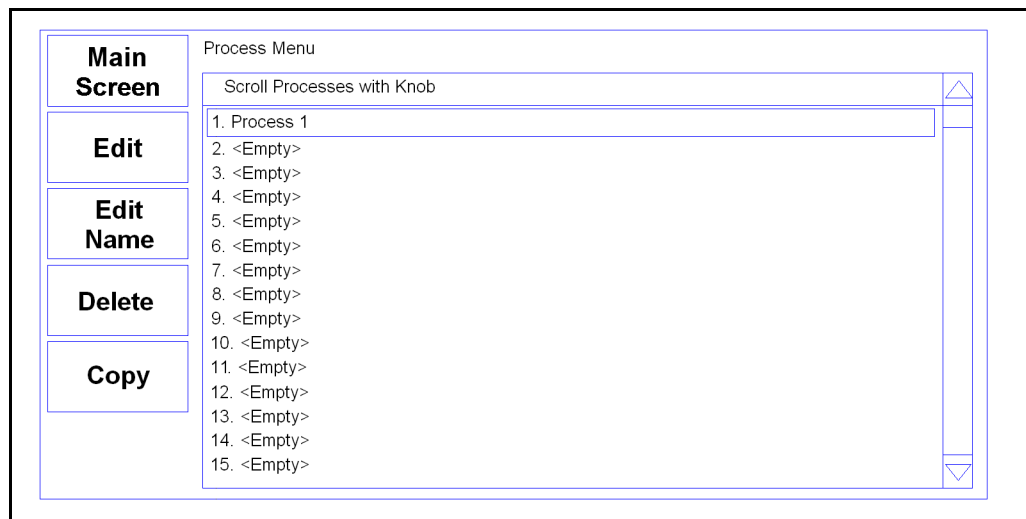 Main
Screen
Edit
Edit
Name
Delete
Copy
Process Menu
Scroll Processes with Knob
1. Process 1
2. <Empty>
3. <Empty>
4. <Empty>
5. <Empty>
6. <Empty>
7. <Empty>
8. <Empty>
9. <Empty>
10. <Empty>
11. <Empty>
12. <Empty>
13. <Empty>
14. <Empty>
15. <Empty>